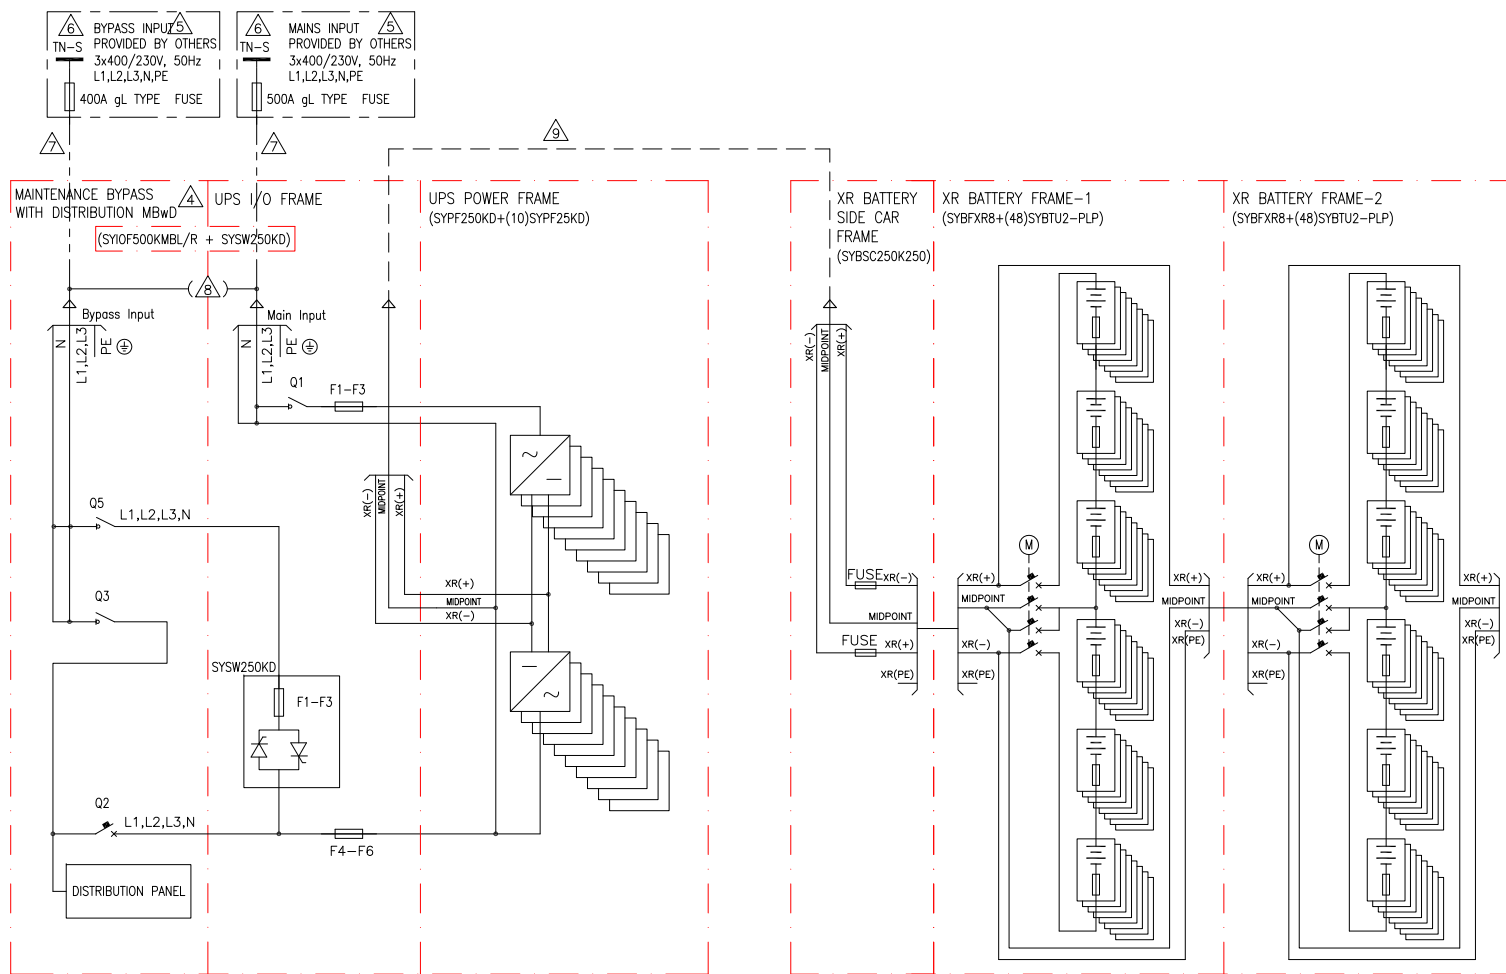 6
BYPASS INPUT
5
TN-S
PROVIDED BY OTHERS
3x400/230V, 50Hz
L1,L2,L3,N,PE
400A gL TYPE FUSE
6
MAINS INPUT
5
TN-S
PROVIDED BY OTHERS
3x400/230V, 50Hz
L1,L2,L3,N,PE
500A gL TYPE FUSE
7
7
9
MAINTENANCE BYPASS
WITH DISTRIBUTION MBwD
4
UPS I/O FRAME
(SYIOF500KMBL/R + SYSW250KD)
UPS POWER FRAME
(SYPF250KD+(10)SYPF25KD)
XR BATTERY
SIDE CAR
FRAME
(SYBSC250K250)
XR BATTERY FRAME-1
(SYBFXR8+(48)SYBTU2-PLP)
XR BATTERY FRAME-2
(SYBFXR8+(48)SYBTU2-PLP)
( 8 )
Bypass Input
N
L1,L2,L3
PE
Main Input
N
L1,L2,L3
PE
Q1
F1-F3
XR(-)
MIDPOINT
XR(+)
XR(-)
MIDPOINT
XR(+)
Q5
L1,L2,L3,N
Q3
XR(+)
MIDPOINT
XR(-)
SYSW250KD
F1-F3
Q2
L1,L2,L3,N
F4-F6
DISTRIBUTION PANEL
FUSE
XR(-)
MIDPOINT
FUSE
XR(+)
XR(PE)
M
XR(+)
MIDPOINT
XR(-)
XR(PE)
XR(+)
MIDPOINT
XR(-)
XR(PE)
M
XR(+)
MIDPOINT
XR(-)
XR(PE)
XR(+)
MIDPOINT
XR(-)
XR(PE)